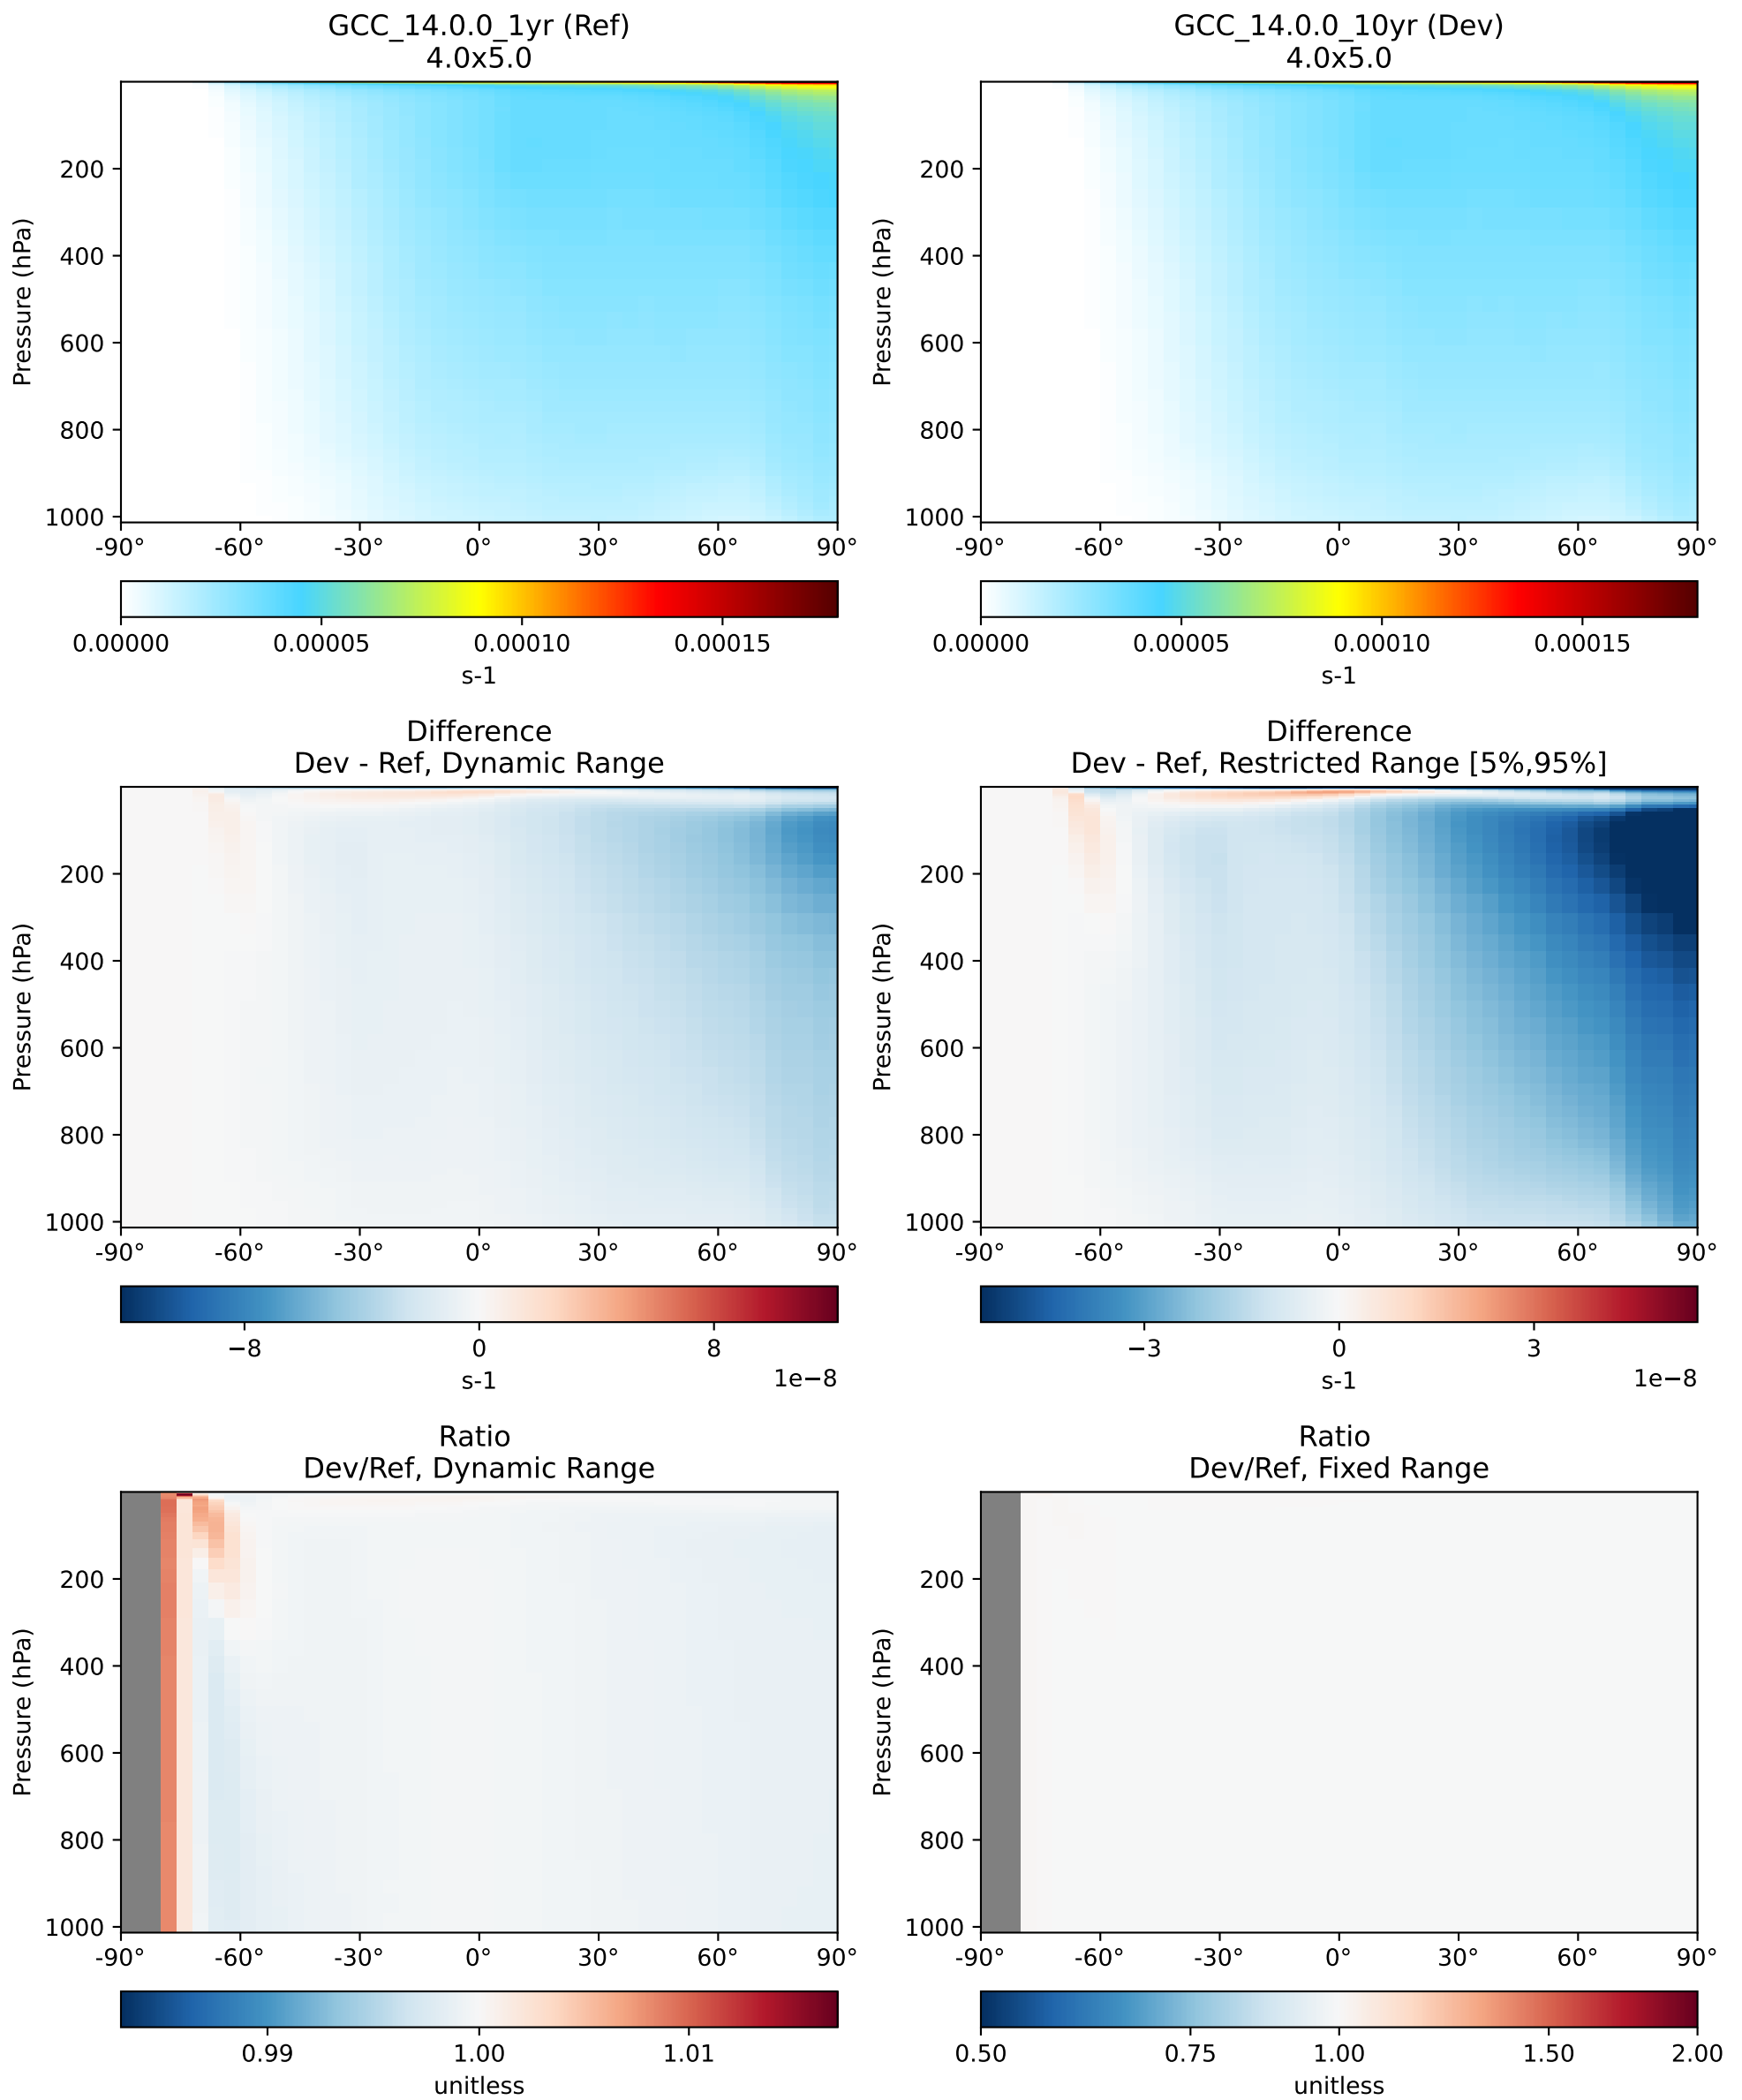 GCC_14.0.0_1yr (Ref)
4.0x5.0
Pressure (hPa)
200
400
600
800
1000
-90° -60° -30° 0° 30° 60° 90°
0.00000 0.00005 0.00010 0.00015
s-1
GCC_14.0.0_10yr (Dev)
4.0x5.0
Pressure (hPa)
200
400
600
800
1000
-90° -60° -30° 0° 30° 60° 90°
0.00000 0.00005 0.00010 0.00015
s-1
Difference
Dev - Ref, Dynamic Range
Pressure (hPa)
200
400
600
800
1000
-90° -60° -30° 0° 30° 60° 90°
−8 0 8
s-1 1e−8
Difference
Dev - Ref, Restricted Range [5%,95%]
Pressure (hPa)
200
400
600
800
1000
-90° -60° -30° 0° 30° 60° 90°
−3 0 3
s-1 1e−8
Ratio
Dev/Ref, Dynamic Range
Pressure (hPa)
200
400
600
800
1000
-90° -60° -30° 0° 30° 60° 90°
0.99 1.00 1.01
unitless
Ratio
Dev/Ref, Fixed Range
Pressure (hPa)
200
400
600
800
1000
-90° -60° -30° 0° 30° 60° 90°
0.50 0.75 1.00 1.50 2.00
unitless